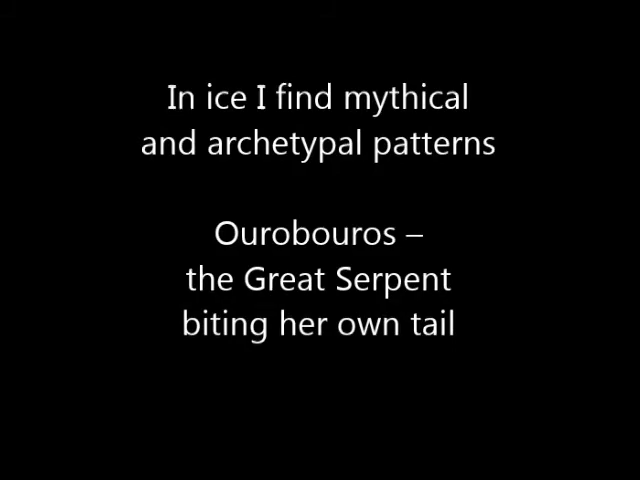 In ice I find mythical
and archetypal patterns
Ourobouros –
the Great Serpent
biting her own tail